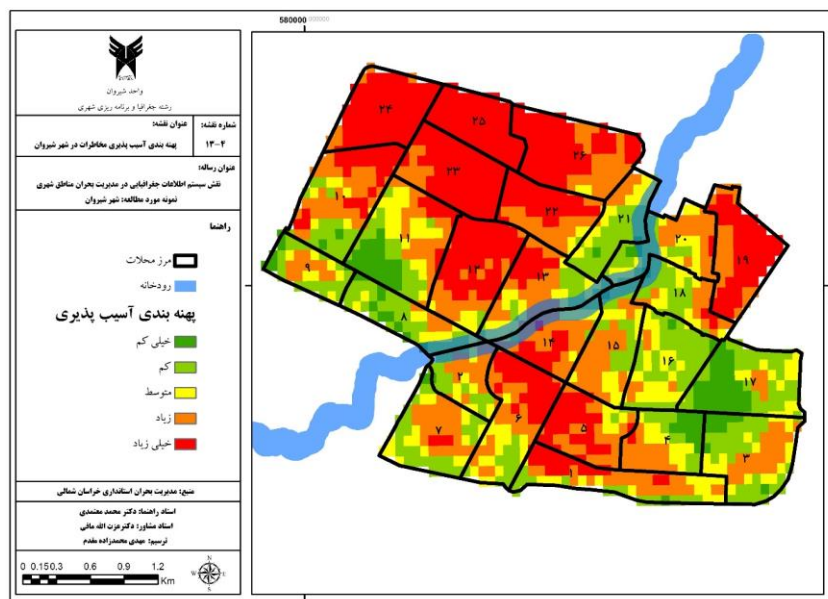 واحد شیروان
رشته جغرافیا و برنامه ریزی شهری
شماره نقشه:
۱۳-۴
عنوان نقشه:
پهنه بندی آسیب پذیری مخاطرات در شهر شیروان
عنوان رساله:
نقش سیستم اطلاعات جغرافیایی در مدیریت بحران مناطق شهری
نمونه مورد مطالعه: شهر شیروان
راهنما
مرز محلات
رودخانه
پهنه بندی آسیب پذیری
خیلی کم
کم
متوسط
زیاد
خیلی زیاد
منبع: مدیریت بحران استانداری خراسان شمالی
استاد راهنما: دکتر محمد معتمدی
استاد مشاور: دکتر عزت الله مافی
ترسیم: مهدی محمدزاده مقدم
0 0.15 0.3 0.6 0.9 1.2
Km
N
W E
S
580000
۲۴
۲۵
۲۶
۲۳
۲۲
۱۰
۱۱
۲۱
۲۰
۱۹
۹
۱۲
۱۳
۱۸
۸
۱۴
۱۵
۱۶
۱۷
۲
۶
۷
۵
۴
۳
۱